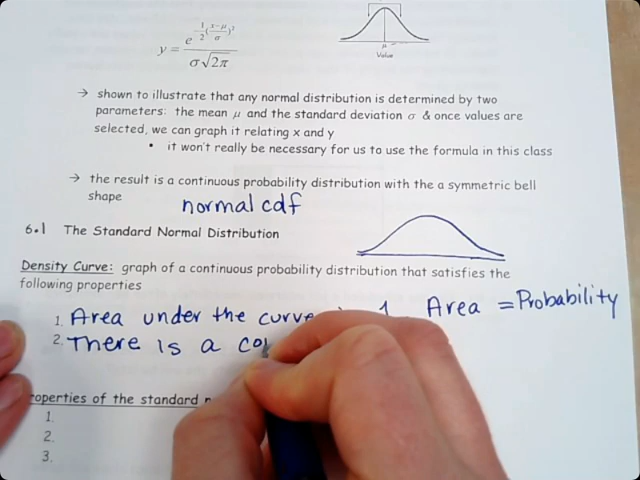 y = e^{-\frac{1}{2}(\frac{x-μ}{σ})^2} / σ√2π
μ
Value
→ shown to illustrate that any normal distribution is determined by two
parameters: the mean μ and the standard deviation σ & once values are
selected, we can graph it relating x and y
• it won't really be necessary for us to use the formula in this class
→ the result is a continuous probability distribution with the a symmetric bell
shape
normal cdf
6.1 The Standard Normal Distribution
Density Curve: graph of a continuous probability distribution that satisfies the
following properties
1. Area under the curve 1 Area = Probability
2. There is a co
roperties of the standard
1.
2.
3.